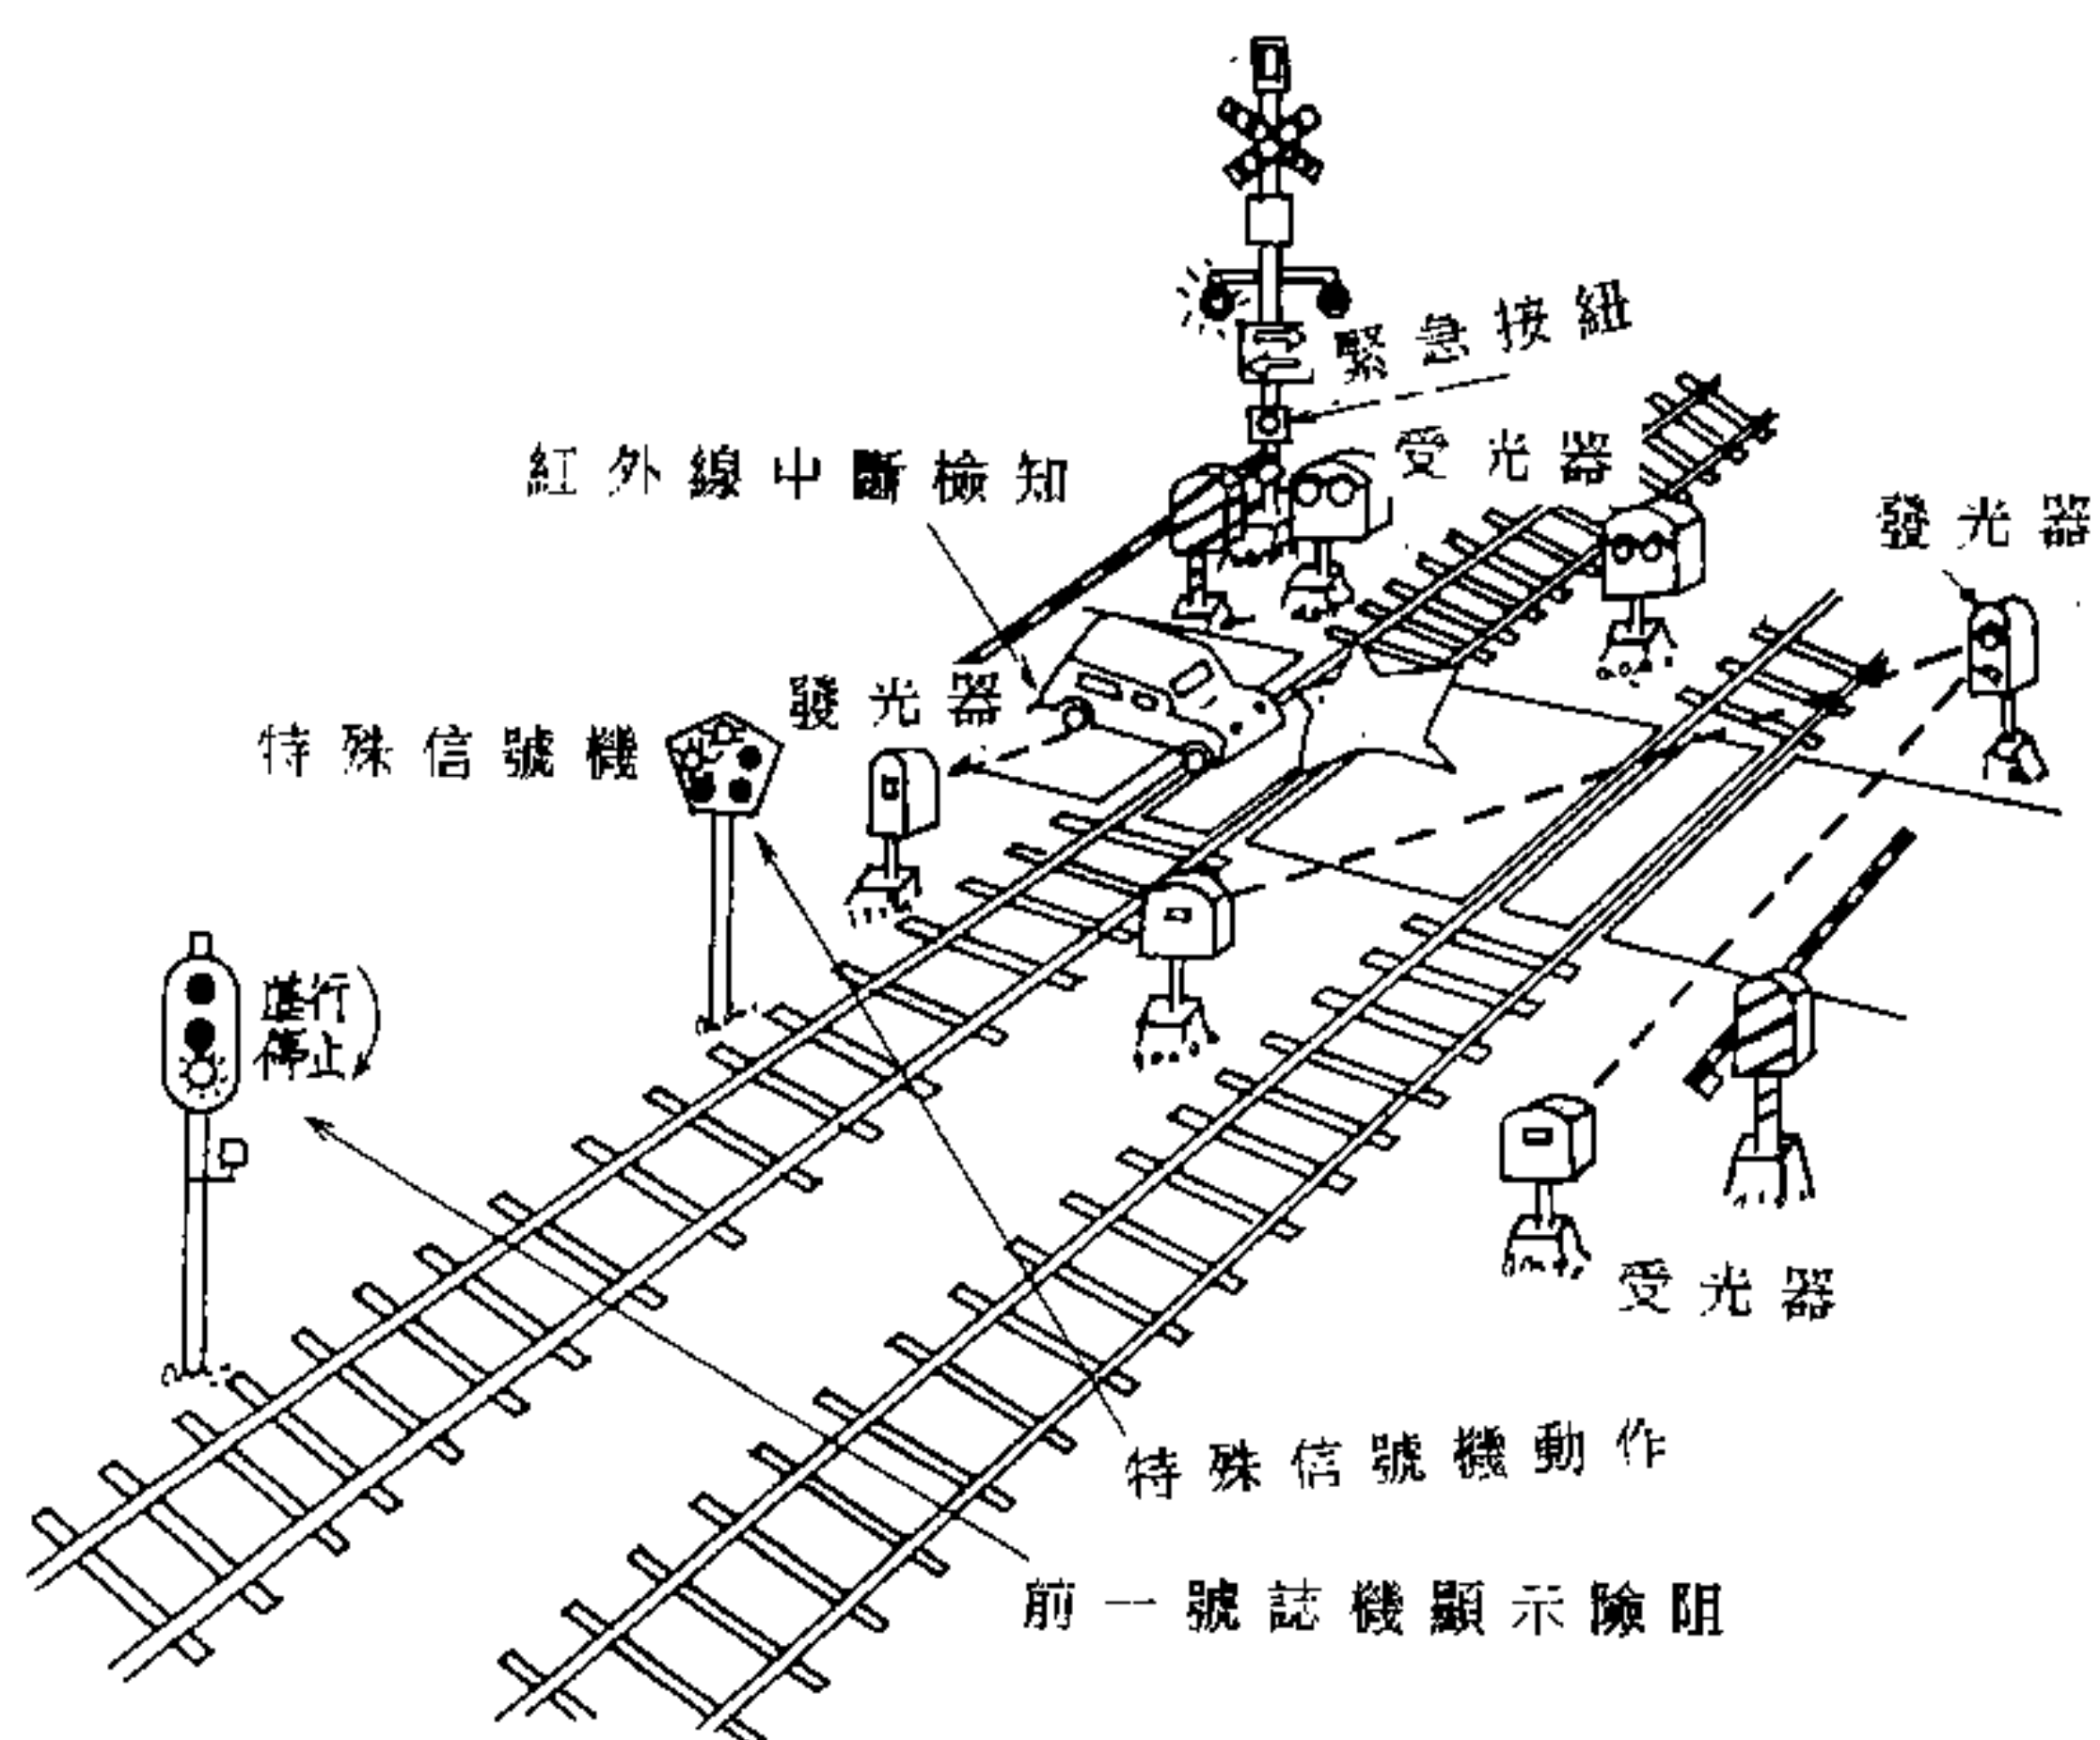 緊急按紐
受光器
紅外線中斷檢知
發光器
發光器
特殊信號機
進行
停止
受光器
特殊信號機動作
前一號誌機顯示險阻